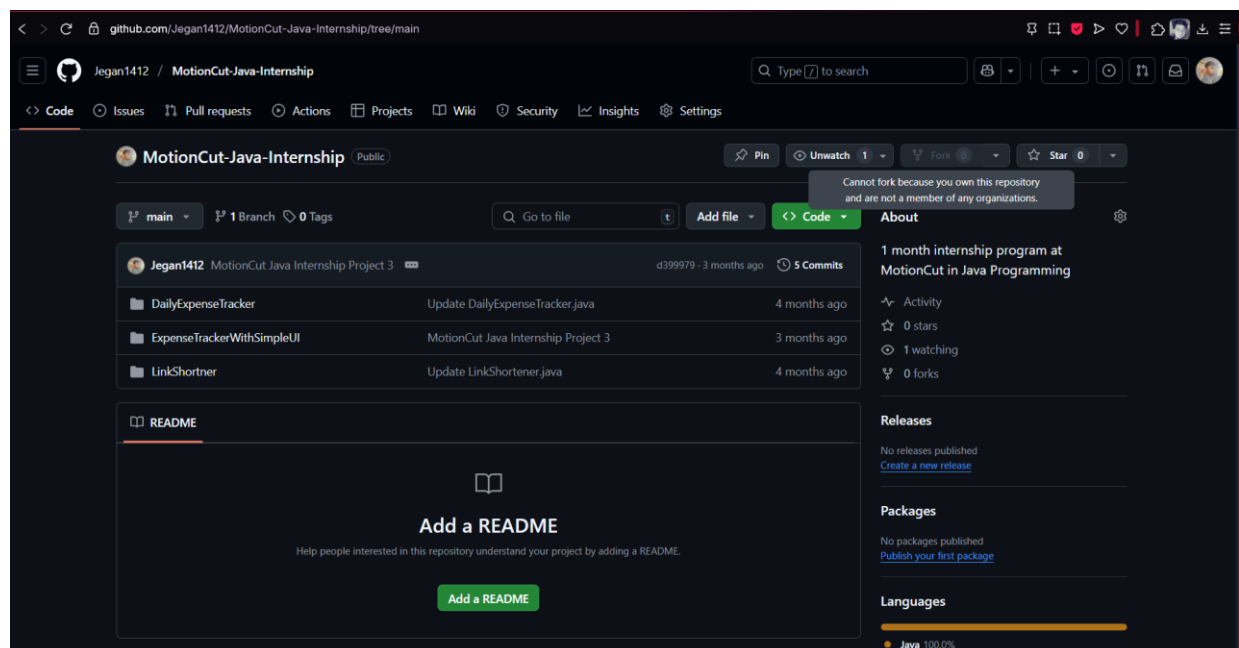 github.com/Jegan1412/MotionCut-Java-Internship/tree/main
Jegan1412 / MotionCut-Java-Internship
Type / to search
Code Issues Pull requests Actions Projects Wiki Security Insights Settings
MotionCut-Java-Internship Public
Pin Unwatch 1 Fork 0 Star 0
Cannot fork because you own this repository
and are not a member of any organizations.
main 1 Branch 0 Tags Go to file t Add file Code
About
1 month internship program at
MotionCut in Java Programming
Activity
0 stars
1 watching
0 forks
Jegan1412 MotionCut Java Internship Project 3 d399979 · 3 months ago 5 Commits
DailyExpenseTracker Update DailyExpenseTracker.java 4 months ago
ExpenseTrackerWithSimpleUI MotionCut Java Internship Project 3 3 months ago
LinkShortner Update LinkShortener.java 4 months ago
README
Add a README
Help people interested in this repository understand your project by adding a README.
Add a README
Releases
No releases published
Create a new release
Packages
No packages published
Publish your first package
Languages
Java 100.0%